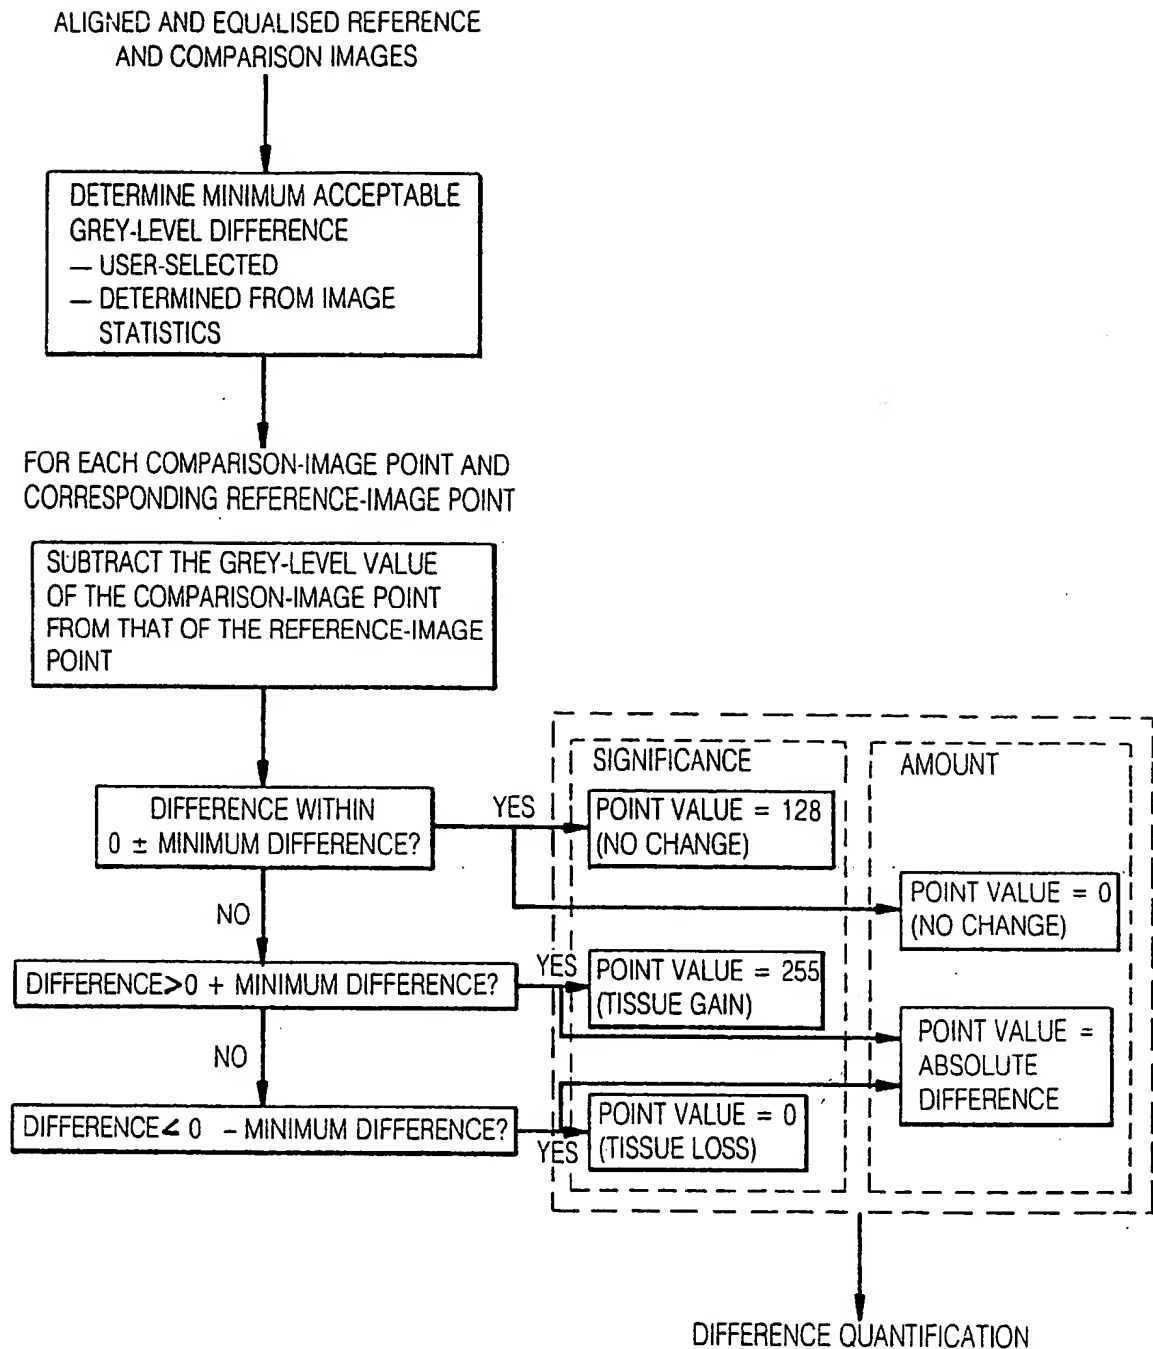 ALIGNED AND EQUALISED REFERENCE
AND COMPARISON IMAGES
DETERMINE MINIMUM ACCEPTABLE
GREY-LEVEL DIFFERENCE
— USER-SELECTED
— DETERMINED FROM IMAGE
STATISTICS
FOR EACH COMPARISON-IMAGE POINT AND
CORRESPONDING REFERENCE-IMAGE POINT
SUBTRACT THE GREY-LEVEL VALUE
OF THE COMPARISON-IMAGE POINT
FROM THAT OF THE REFERENCE-IMAGE
POINT
DIFFERENCE WITHIN
0 ± MINIMUM DIFFERENCE?
YES
NO
DIFFERENCE>0 + MINIMUM DIFFERENCE?
YES
NO
DIFFERENCE< 0 - MINIMUM DIFFERENCE?
YES
SIGNIFICANCE
POINT VALUE = 128
(NO CHANGE)
POINT VALUE = 255
(TISSUE GAIN)
POINT VALUE = 0
(TISSUE LOSS)
AMOUNT
POINT VALUE = 0
(NO CHANGE)
POINT VALUE =
ABSOLUTE
DIFFERENCE
DIFFERENCE QUANTIFICATION